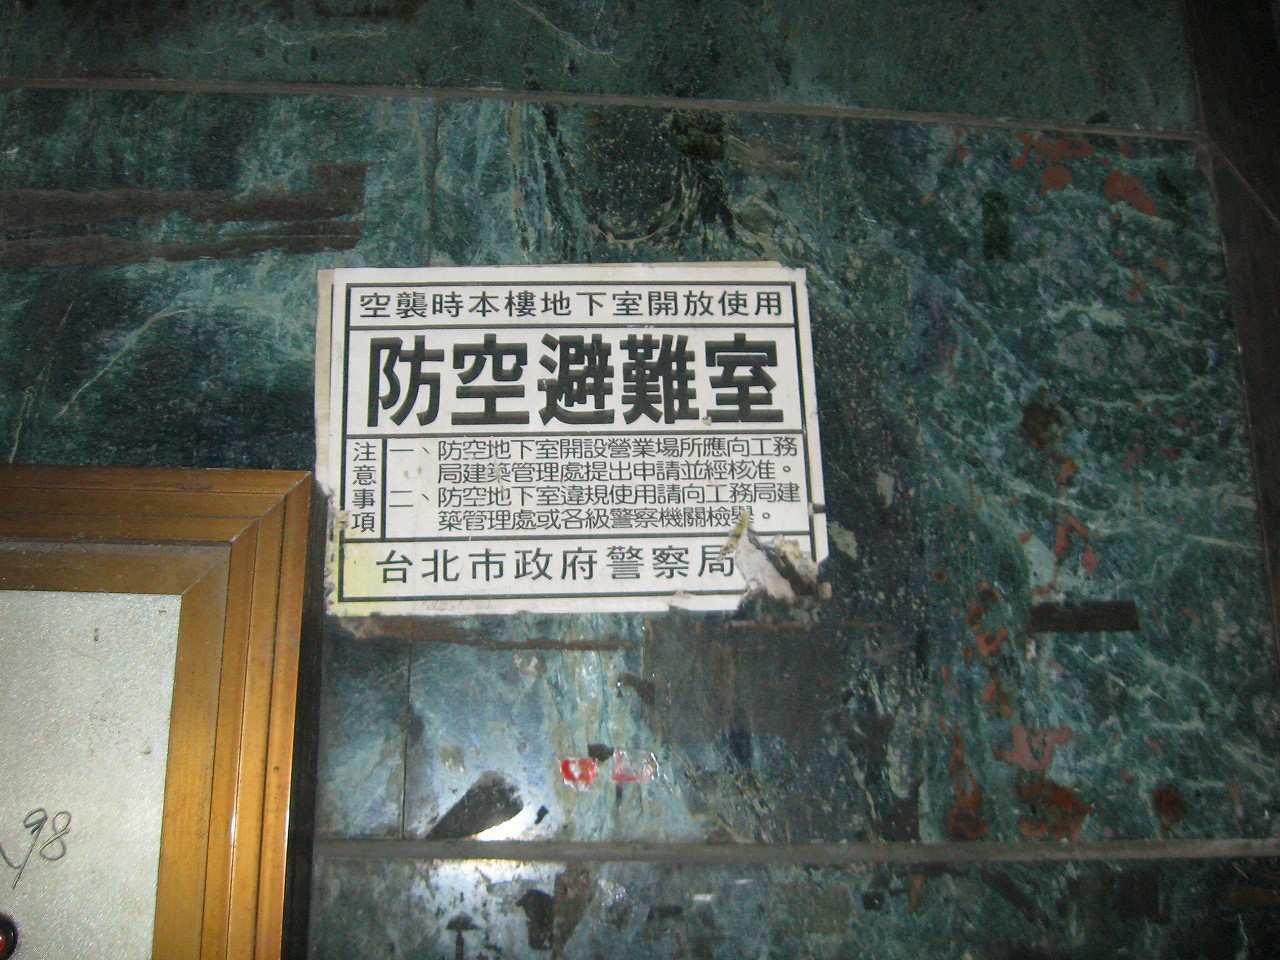 空襲時本樓地下室開放使用
防空避難室
注意事項
一、防空地下室開設營業場所應向工務
局建築管理處提出申請並經核准。
二、防空地下室違規使用請向工務局建
築管理處或各級警察機關檢舉。
台北市政府警察局
98